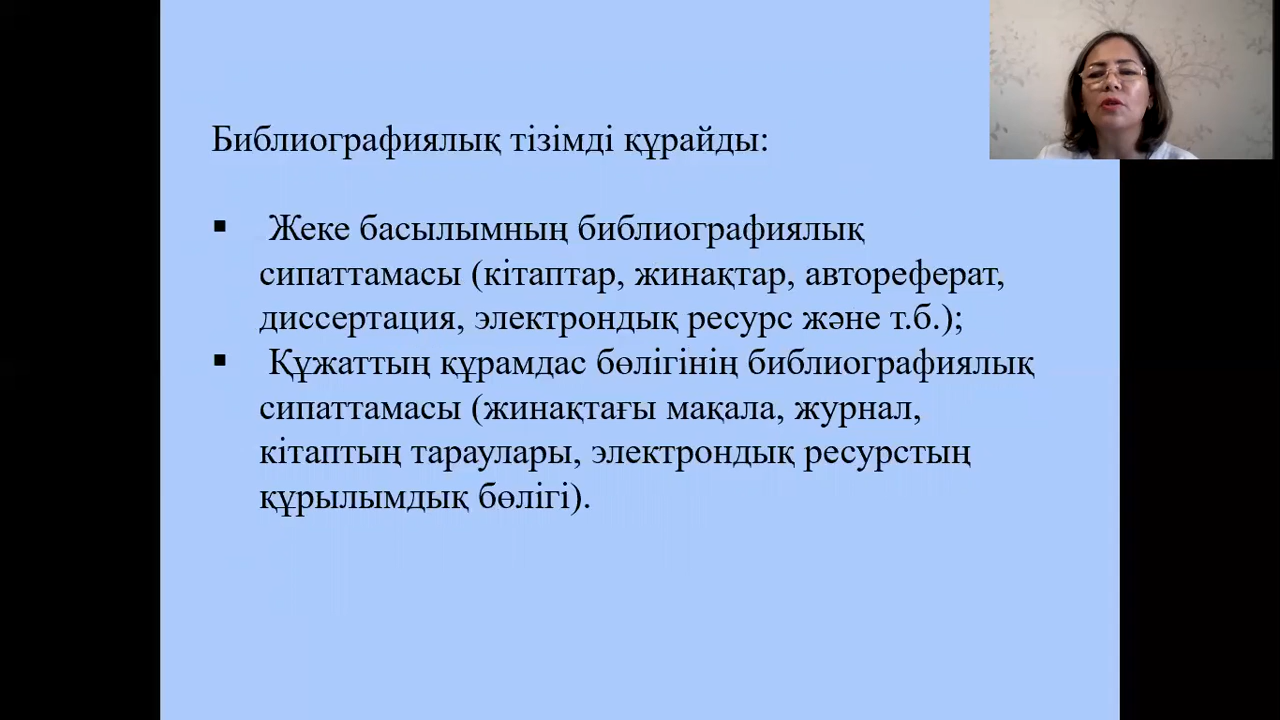 Библиографиялық тізімді құрайды:
▪ Жеке басылымның библиографиялық
сипаттамасы (кітаптар, жинақтар, автореферат,
диссертация, электрондық ресурс және т.б.);
▪ Құжаттың құрамдас бөлігінің библиографиялық
сипаттамасы (жинақтағы мақала, журнал,
кітаптың тараулары, электрондық ресурстың
құрылымдық бөлігі).